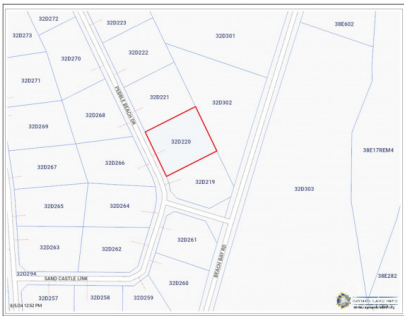 32D272
32D223
38E602
32D273
32D301
32D222
32D270
32D271
PEBBLE BEACH DR
32D221
32D302
32D268
32D269
32D220
38E17REM4
32D266
32D267
32D219
32D303
32D265
32D264
32D261
32D263
32D262
BEACH BAY RD
32D294
SAND CASTLE LINK
38E282
32D260
32D257
32D258
32D259